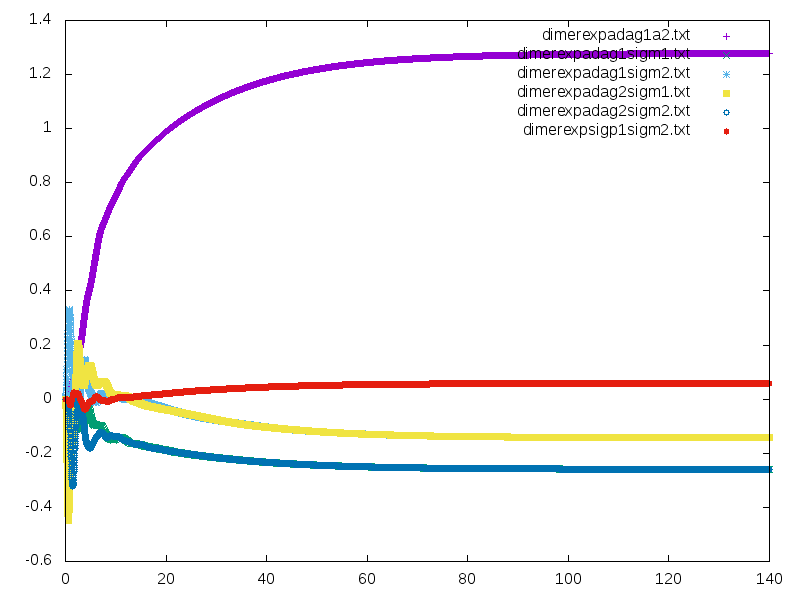 1.4
1.2
1
0.8
0.6
0.4
0.2
0
-0.2
-0.4
-0.6
0 20 40 60 80 100 120 140
dimerexpadag1a2.txt
dimerexpadag1sigm1.txt
dimerexpadag1sigm2.txt
dimerexpadag2sigm1.txt
dimerexpadag2sigm2.txt
dimerexpsigp1sigm2.txt